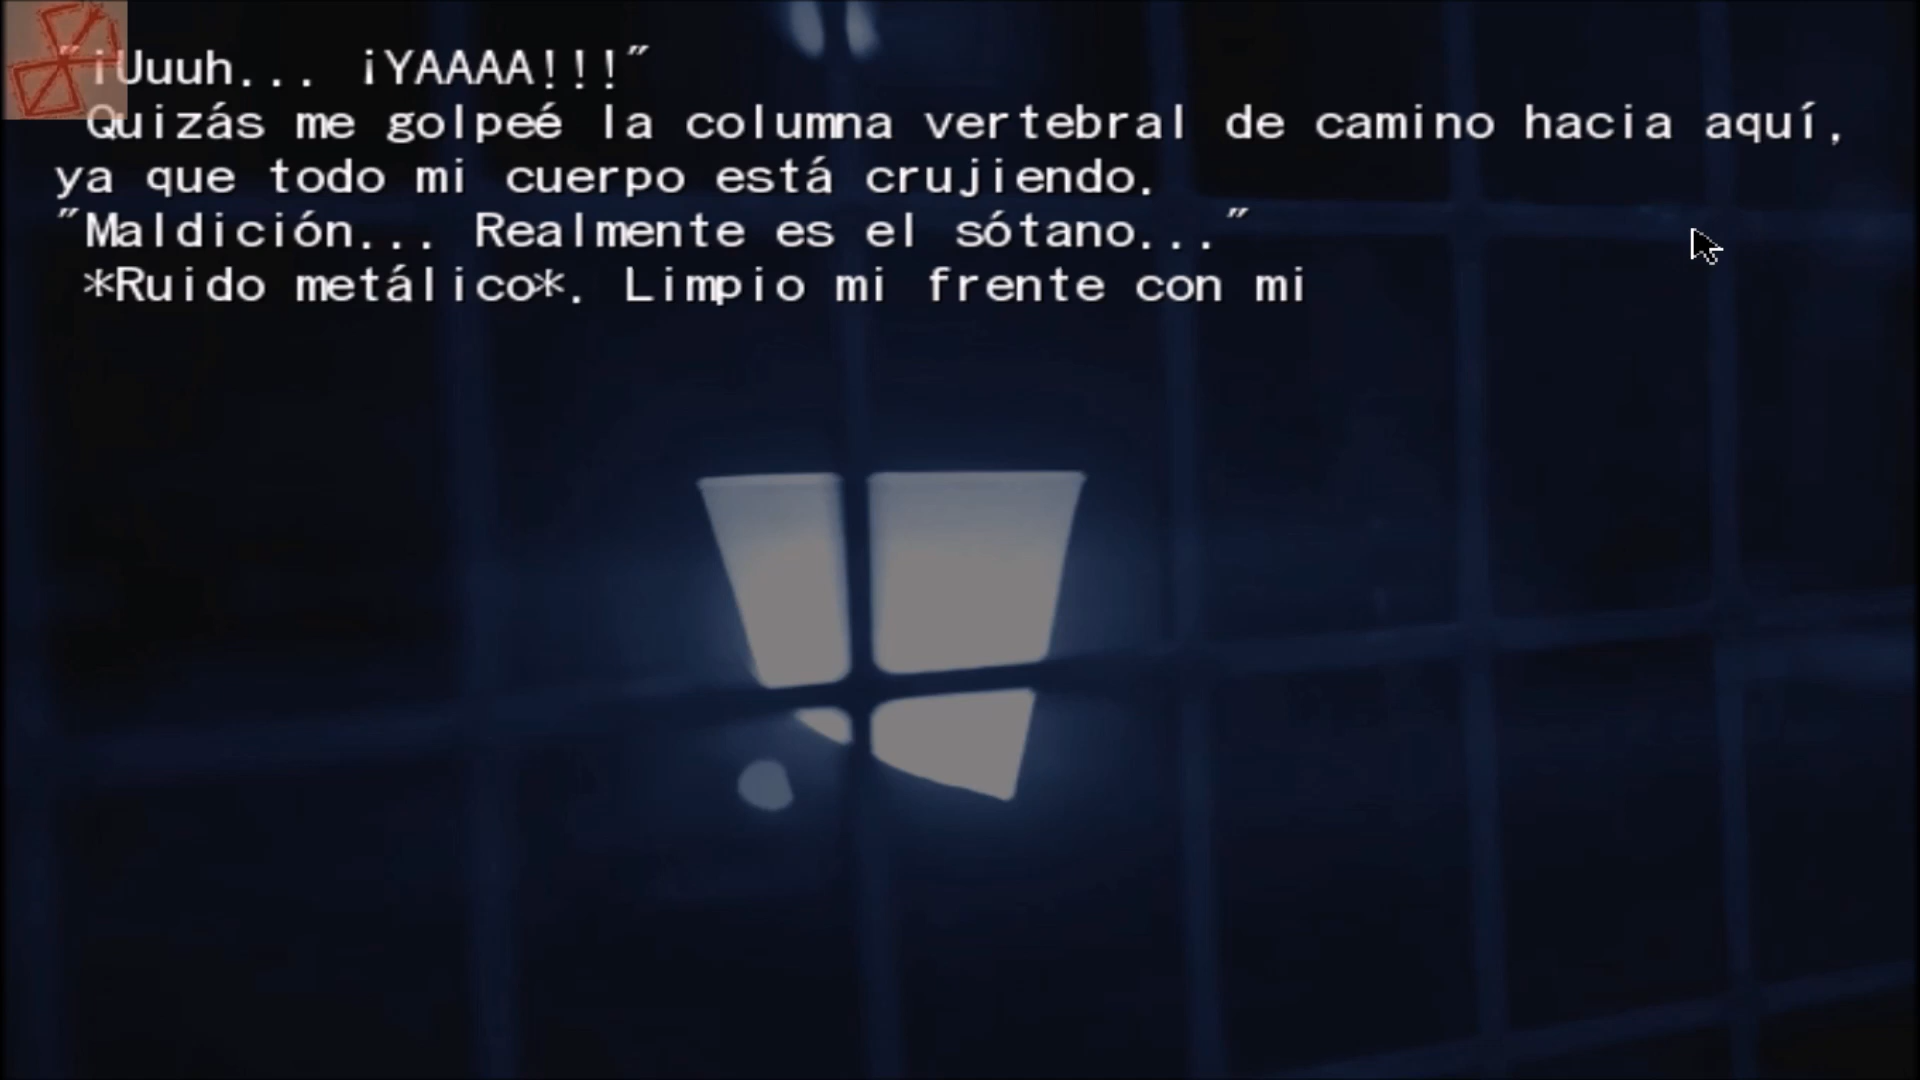 "¡Uuuh... ¡YAAAA!!!"
Quizás me golpeé la columna vertebral de camino hacia aquí,
ya que todo mi cuerpo está crujiendo.
"Maldición... Realmente es el sótano..."
*Ruido metálico*. Limpio mi frente con mi